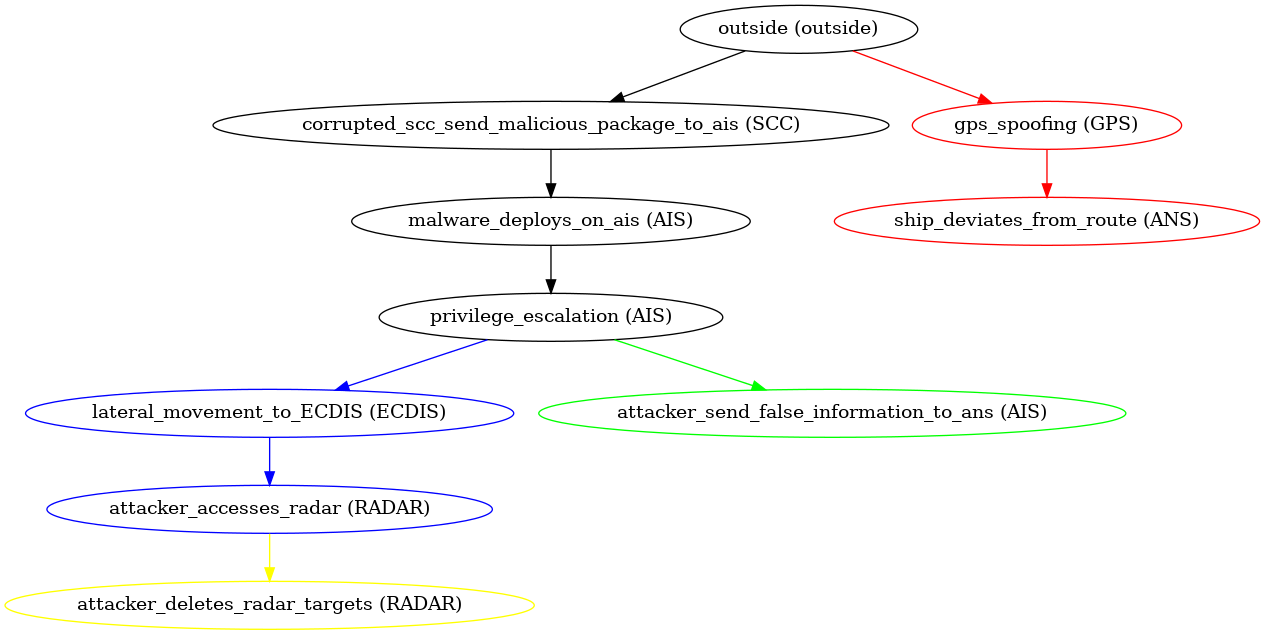 outside (outside)
corrupted_scc_send_malicious_package_to_ais (SCC)
gps_spoofing (GPS)
malware_deploys_on_ais (AIS)
ship_deviates_from_route (ANS)
privilege_escalation (AIS)
lateral_movement_to_ECDIS (ECDIS)
attacker_send_false_information_to_ans (AIS)
attacker_accesses_radar (RADAR)
attacker_deletes_radar_targets (RADAR)